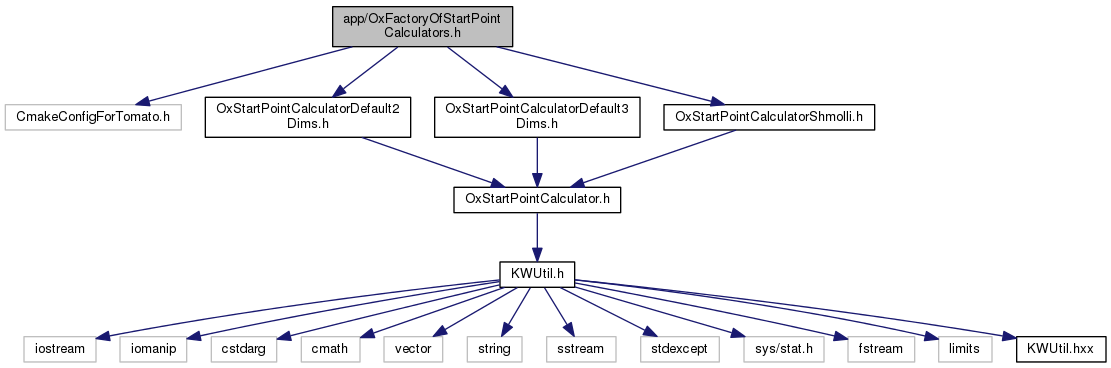 app/OxFactoryOfStartPoint
Calculators.h
CmakeConfigForTomato.h
OxStartPointCalculatorDefault2
Dims.h
OxStartPointCalculatorDefault3
Dims.h
OxStartPointCalculatorShmolli.h
OxStartPointCalculator.h
KWUtil.h
iostream
iomanip
cstdarg
cmath
vector
string
sstream
stdexcept
sys/stat.h
fstream
limits
KWUtil.hxx